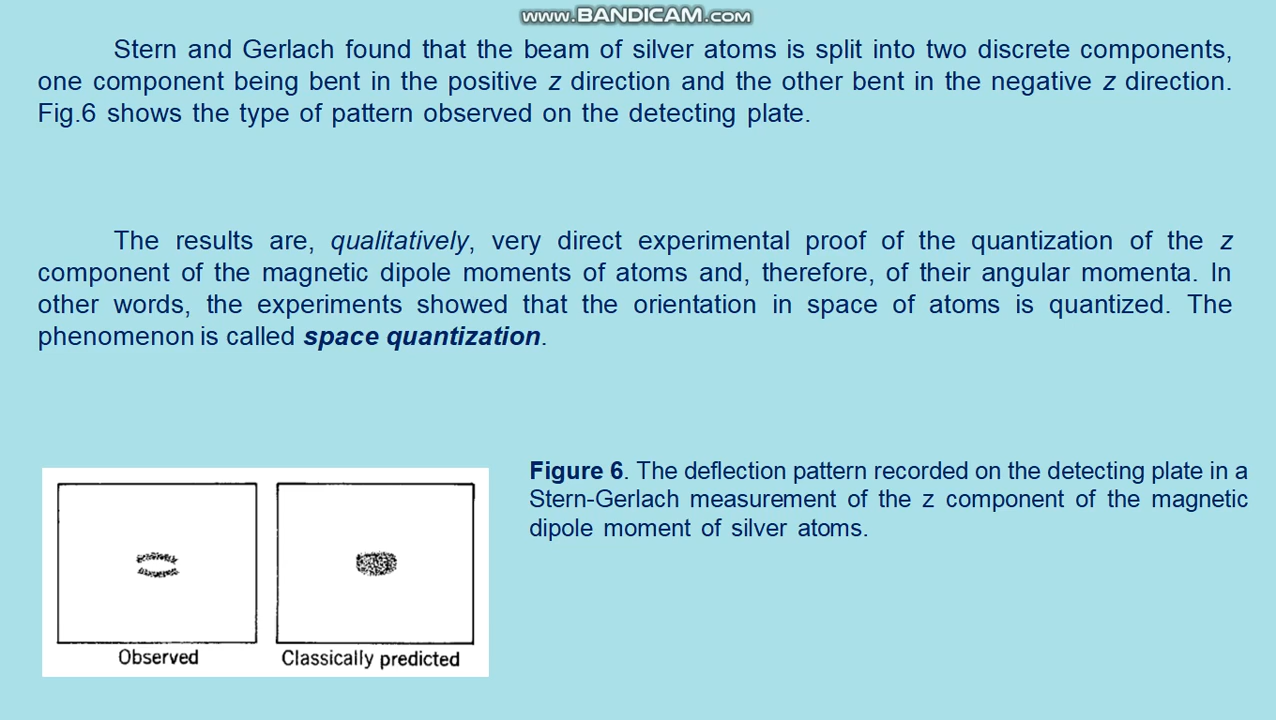 www.BANDICAM.com
Stern and Gerlach found that the beam of silver atoms is split into two discrete components,
one component being bent in the positive z direction and the other bent in the negative z direction.
Fig.6 shows the type of pattern observed on the detecting plate.
The results are, qualitatively, very direct experimental proof of the quantization of the z
component of the magnetic dipole moments of atoms and, therefore, of their angular momenta. In
other words, the experiments showed that the orientation in space of atoms is quantized. The
phenomenon is called space quantization.
Figure 6. The deflection pattern recorded on the detecting plate in a
Stern-Gerlach measurement of the z component of the magnetic
dipole moment of silver atoms.
Observed
Classically predicted